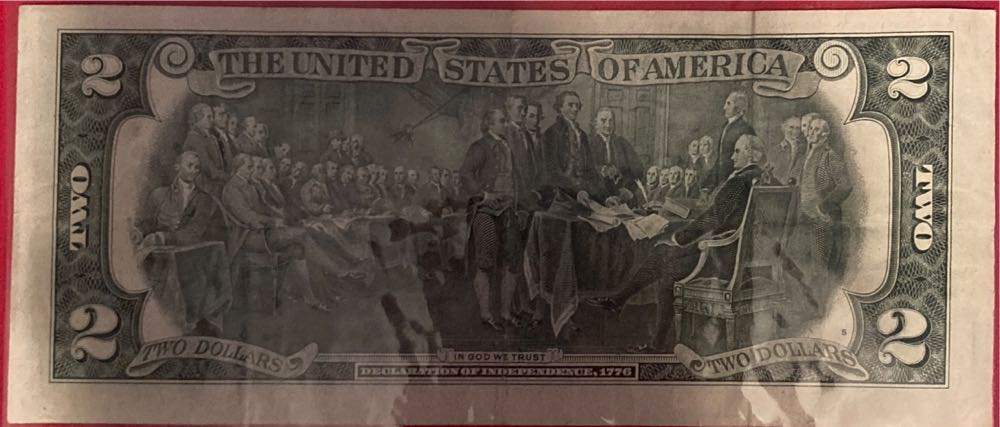 2 THE UNITED STATES OF AMERICA 2
TWO TWO
2 TWO DOLLARS IN GOD WE TRUST TWO DOLLARS 2
DECLARATION OF INDEPENDENCE, 1776
5